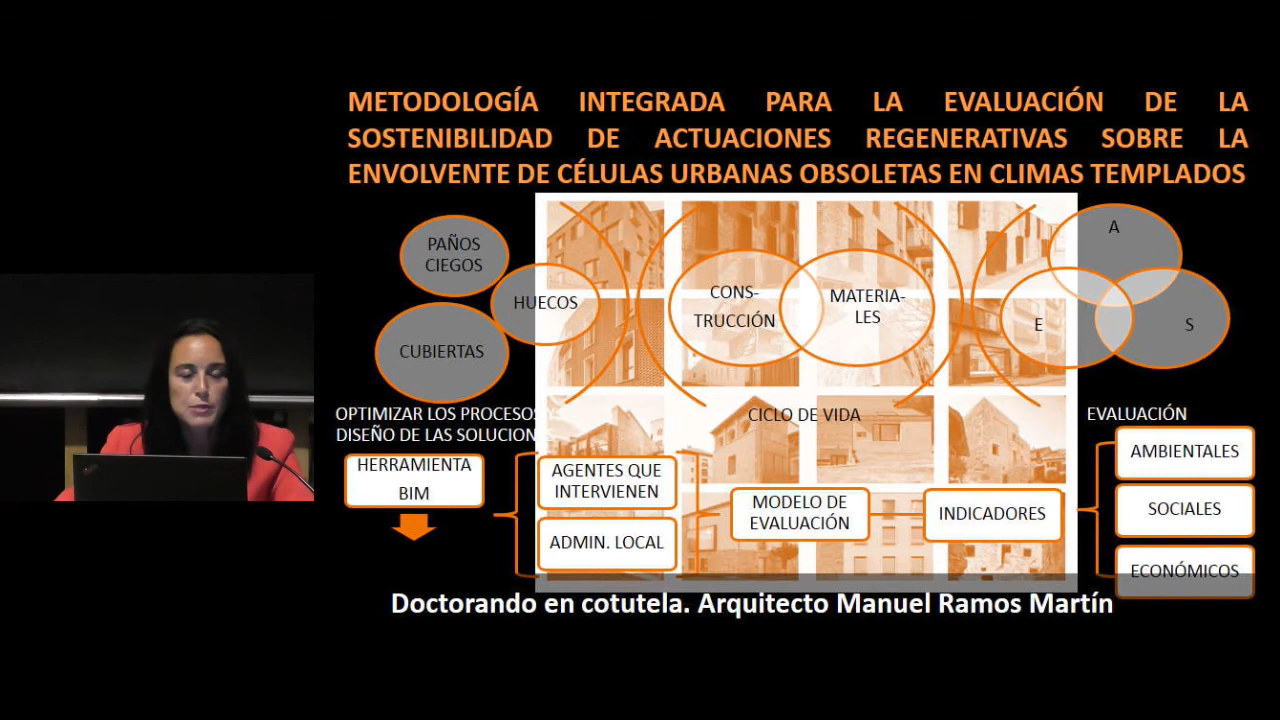 METODOLOGÍA INTEGRADA PARA LA EVALUACIÓN DE LA
SOSTENIBILIDAD DE ACTUACIONES REGENERATIVAS SOBRE LA
ENVOLVENTE DE CÉLULAS URBANAS OBSOLETAS EN CLIMAS TEMPLADOS
PAÑOS
CIEGOS
HUECOS
CUBIERTAS
CONS-
TRUCCIÓN
MATERIA-
LES
A
E
S
OPTIMIZAR LOS PROCESOS Y
DISEÑO DE LAS SOLUCIONES
CICLO DE VIDA
EVALUACIÓN
HERRAMIENTA
BIM
AGENTES QUE
INTERVIENEN
ADMIN. LOCAL
MODELO DE
EVALUACIÓN
INDICADORES
AMBIENTALES
SOCIALES
ECONÓMICOS
Doctorando en cotutela. Arquitecto Manuel Ramos Martín